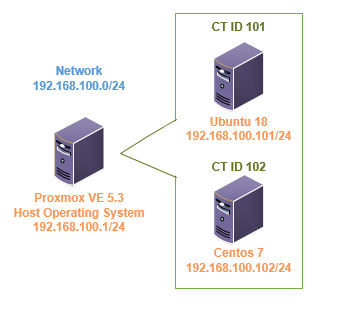 CT ID 101
Network
192.168.100.0/24
Ubuntu 18
192.168.100.101/24
Proxmox VE 5.3
Host Operating System
192.168.100.1/24
CT ID 102
Centos 7
192.168.100.102/24